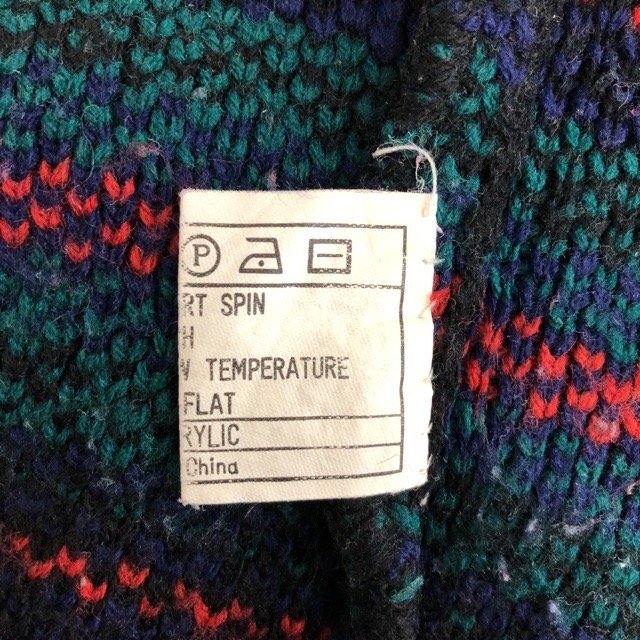 P
RT SPIN
H
W TEMPERATURE
FLAT
RYLIC
China